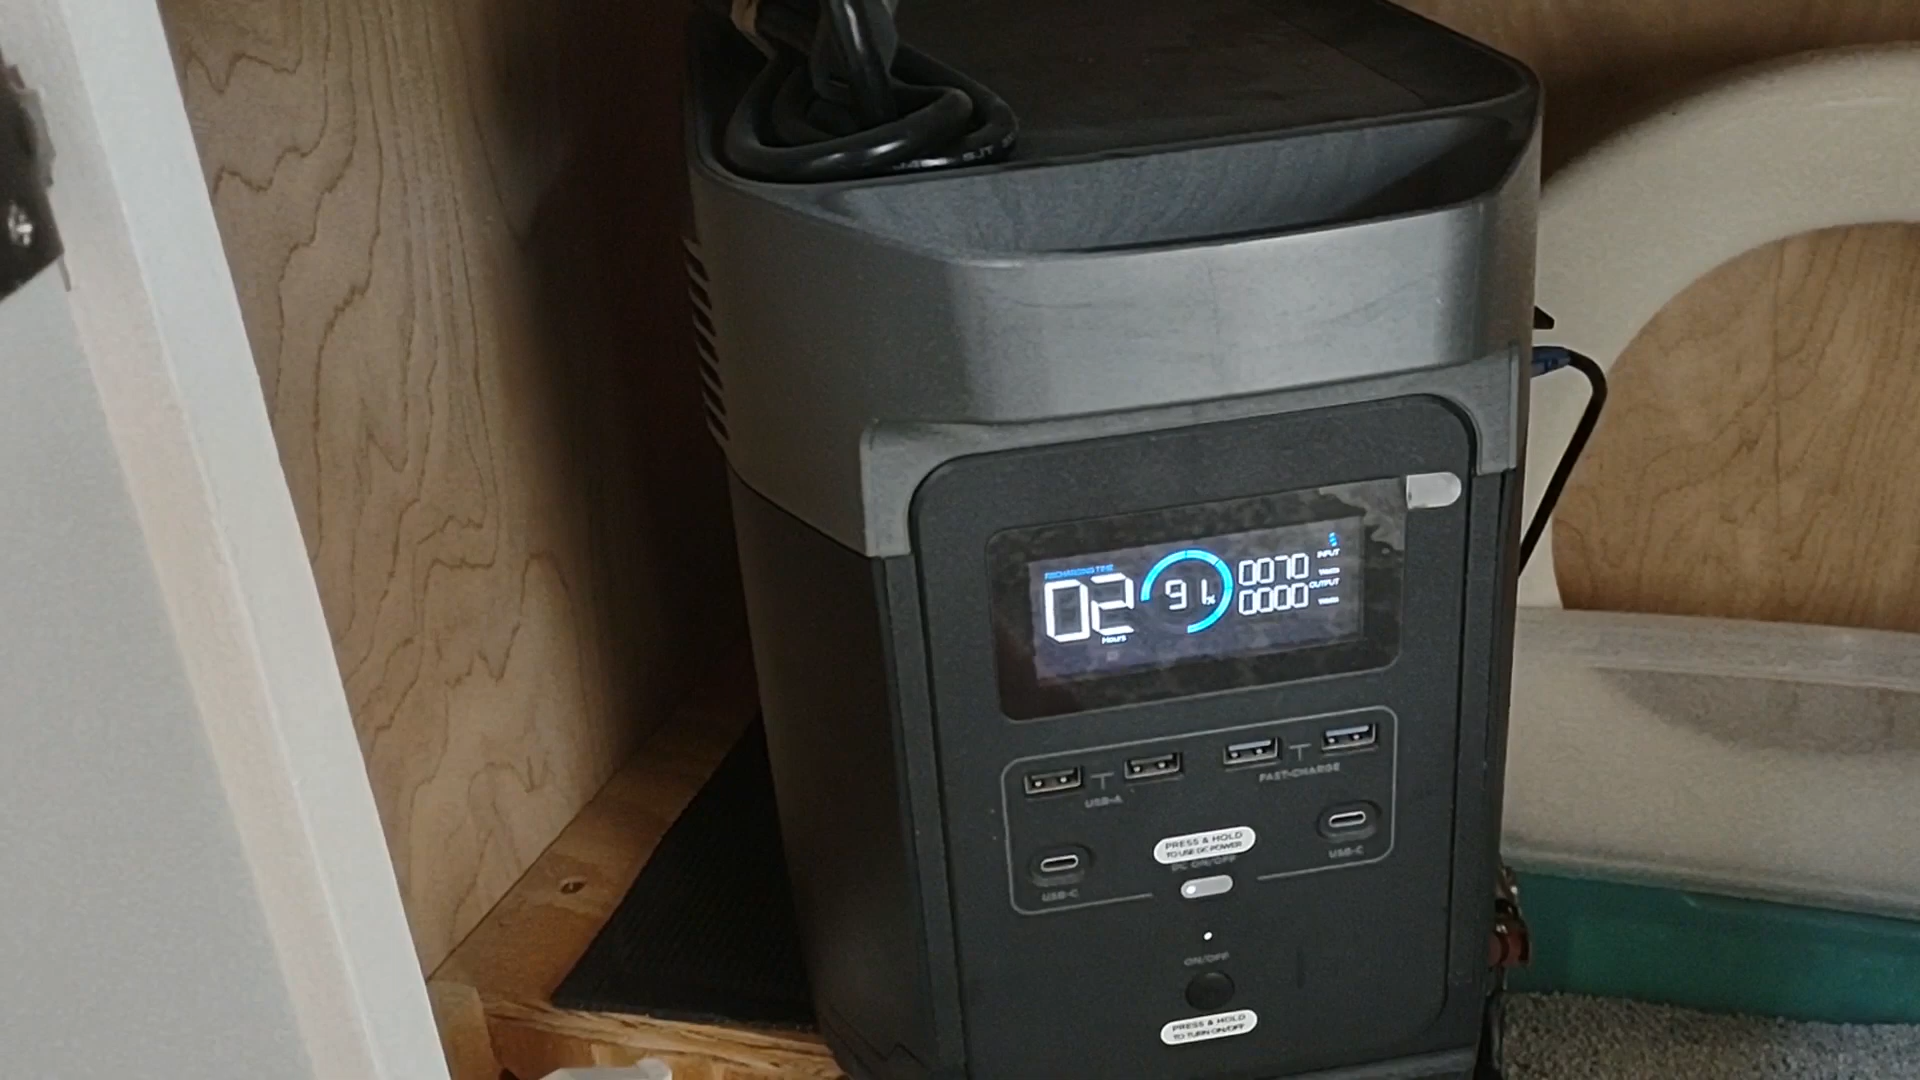 SJT
RECHARGING TIME
02
Hours
91%
0070
INPUT
Watts
0000
OUTPUT
Watts
USB-A
FAST-CHARGE
PRESS & HOLD
TO USE DC POWER
DC ON/OFF
USB-C
USB-C
ON/OFF
PRESS & HOLD
TO TURN ON/OFF